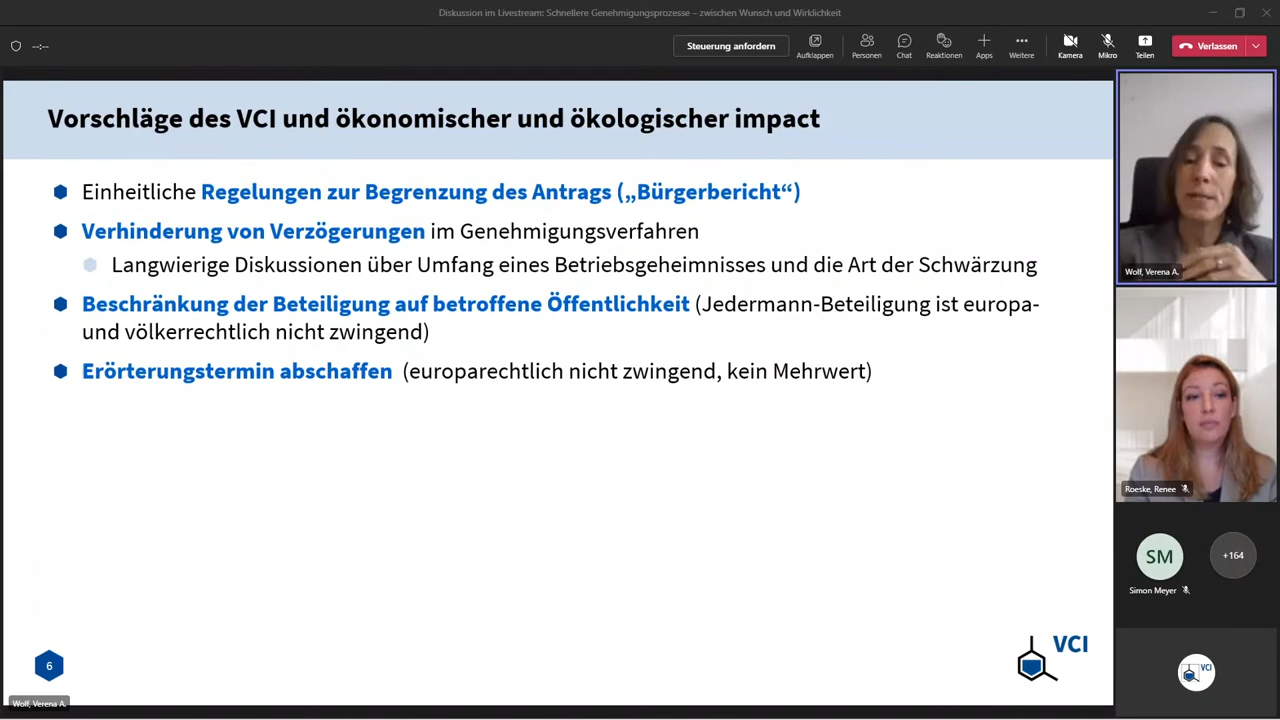 Diskussion im Livestream: Schnellere Genehmigungsprozesse – zwischen Wunsch und Wirklichkeit
--:--
Steuerung anfordern
Aufklappen
Personen
Chat
Reaktionen
Apps
Weitere
Kamera
Mikro
Teilen
Verlassen
Vorschläge des VCI und ökonomischer und ökologischer impact
Einheitliche Regelungen zur Begrenzung des Antrags („Bürgerbericht“)
Verhinderung von Verzögerungen im Genehmigungsverfahren
Langwierige Diskussionen über Umfang eines Betriebsgeheimnisses und die Art der Schwärzung
Beschränkung der Beteiligung auf betroffene Öffentlichkeit (Jedermann-Beteiligung ist europa-
und völkerrechtlich nicht zwingend)
Erörterungstermin abschaffen (europarechtlich nicht zwingend, kein Mehrwert)
6
VCI
Wolf, Verena A.
Wolf, Verena A.
Roeske, Renee
SM
+164
Simon Meyer
VCI